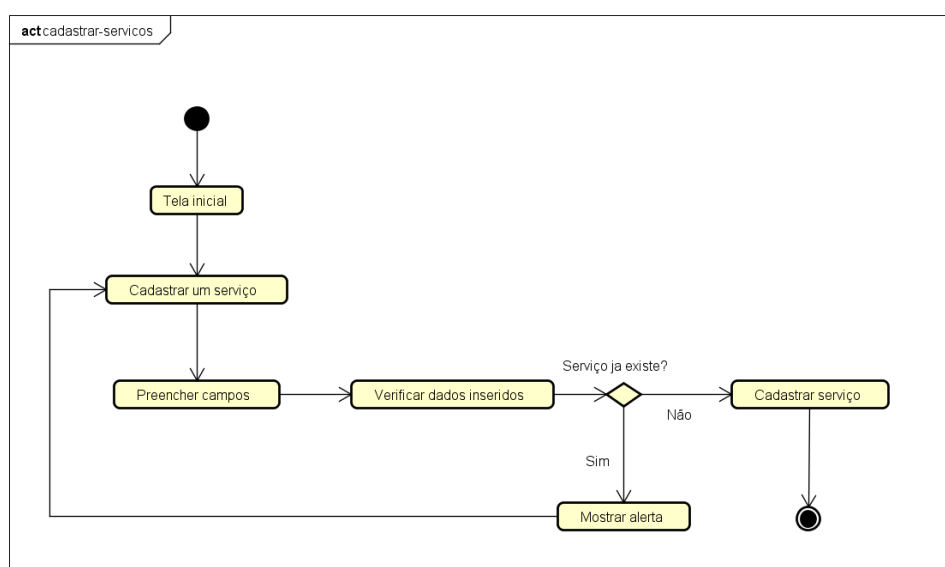 act cadastrar-servicos
Tela inicial
Cadastrar um serviço
Serviço ja existe?
Preencher campos
Verificar dados inseridos
Cadastrar serviço
Não
Sim
Mostrar alerta